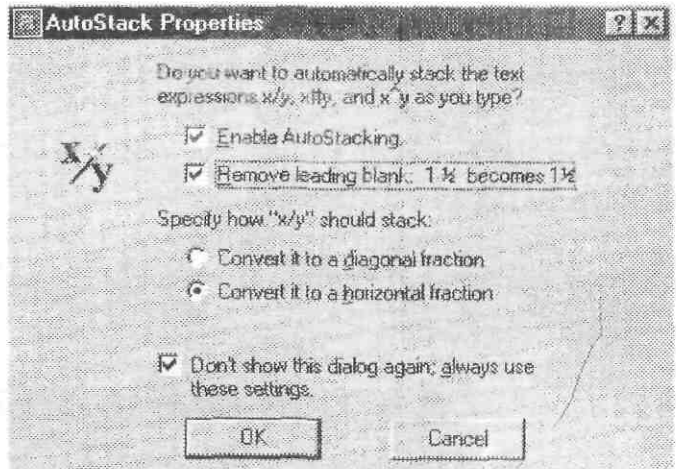 AutoStack Properties
Do you want to automatically stack the text
expressions x/y, x#y, and x^y as you type?
x/y
Enable AutoStacking.
Remove leading blank: 1 ½ becomes 1½
Specify how "x/y" should stack:
Convert it to a diagonal fraction
Convert it to a horizontal fraction
Don't show this dialog again; always use
these settings.
OK
Cancel